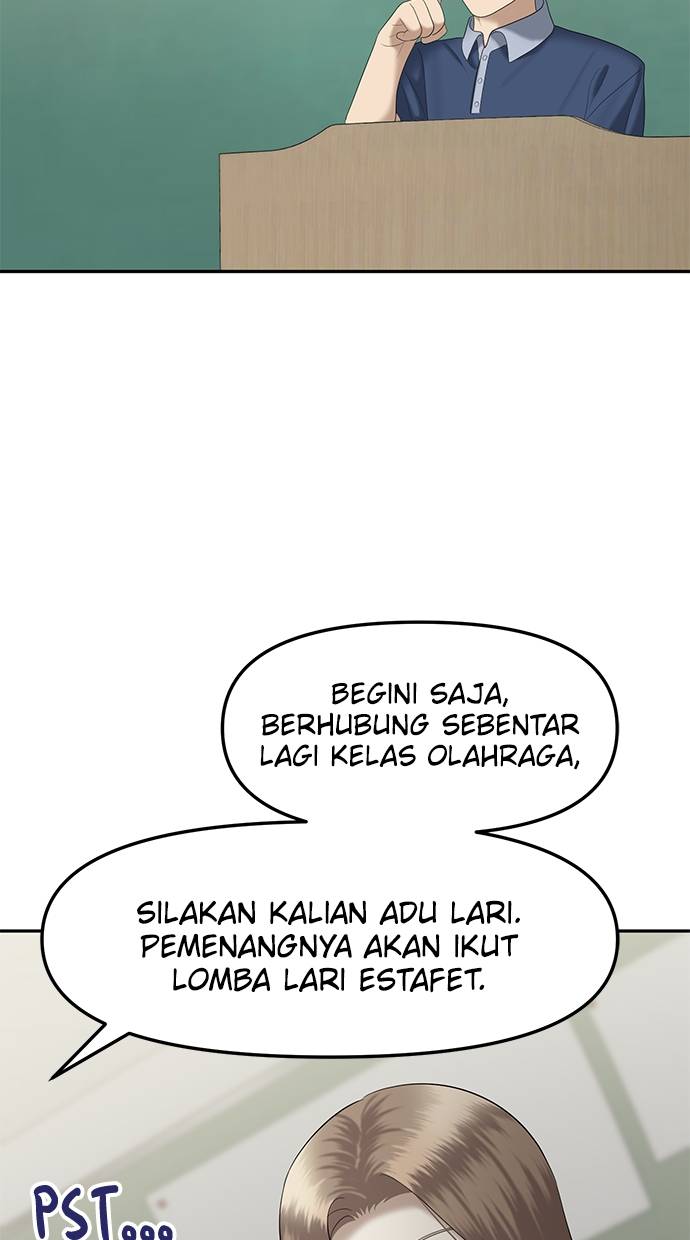 BEGINI SAJA,
BERHUBUNG SEBENTAR
LAGI KELAS OLAHRAGA,
SILAKAN KALIAN ADU LARI.
PEMENANGNYA AKAN IKUT
LOMBA LARI ESTAFET.
PST...